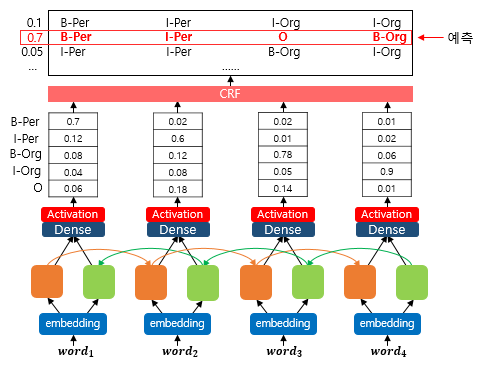 0.1 B-Per I-Per I-Org I-Org
0.7 B-Per I-Per O B-Org 예측
0.05 I-Per I-Per B-Org I-Org
... ......
CRF
B-Per 0.7 0.02 0.02 0.01
I-Per 0.12 0.6 0.01 0.02
B-Org 0.08 0.12 0.78 0.06
I-Org 0.04 0.08 0.05 0.9
O 0.06 0.18 0.14 0.01
Activation Activation Activation Activation
Dense Dense Dense Dense
embedding embedding embedding embedding
word1 word2 word3 word4